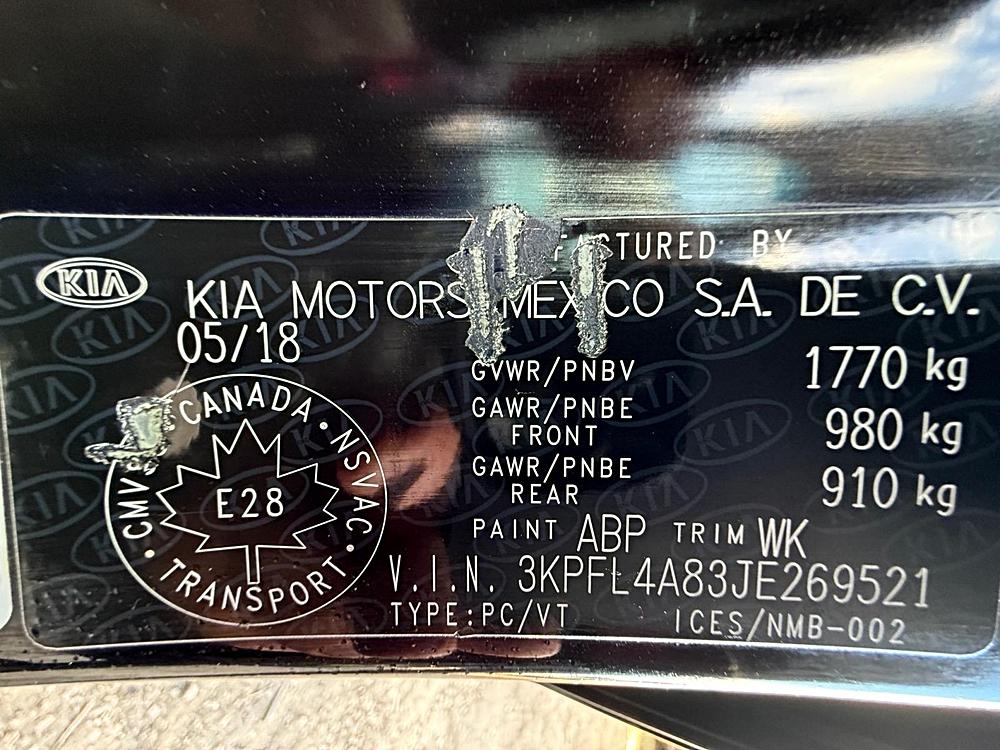 KIA
FACTURED BY
KIA MOTORS MEXICO S.A. DE C.V.
05/18
GVWR/PNBV 1770 kg
GAWR/PNBE
FRONT 980 kg
GAWR/PNBE
REAR 910 kg
PAINT ABP TRIM WK
V.I.N. 3KPFL4A83JE269521
TYPE:PC/VT ICES/NMB-002
CANADA • NSVAC • TRANSPORT • CMV
E28